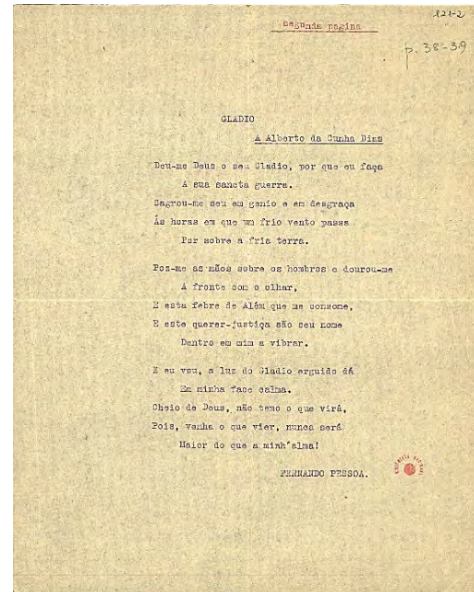 121-2
segunda pagina
p. 38-39
GLADIO
A Alberto da Cunha Dias
Deu-me Deus o seu Gladio, por que eu faça
A sua sancta guerra.
Sagrou-me seu em genio e em desgraça
Ás horas em que um frio vento passa
Por sobre a fria terra.
Poz-me as mãos sobre os hombros e dourou-me
A fronte com o olhar,
E esta febre de Além que me consome,
E este querer-justiça são seu nome
Dentro em mim a vibrar.
E eu vou, a luz do Gladio erguido dá
Em minha face calma.
Cheio de Deus, não temo o que virá,
Pois, venha o que vier, nunca será
Maior do que a minh'alma!
FERNANDO PESSOA.